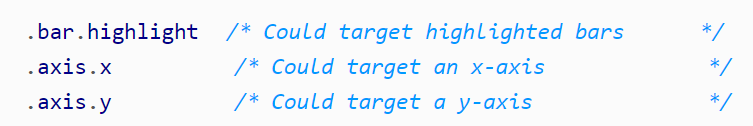 .bar.highlight  /* Could target highlighted bars      */
.axis.x         /* Could target an x-axis             */
.axis.y         /* Could target a y-axis              */